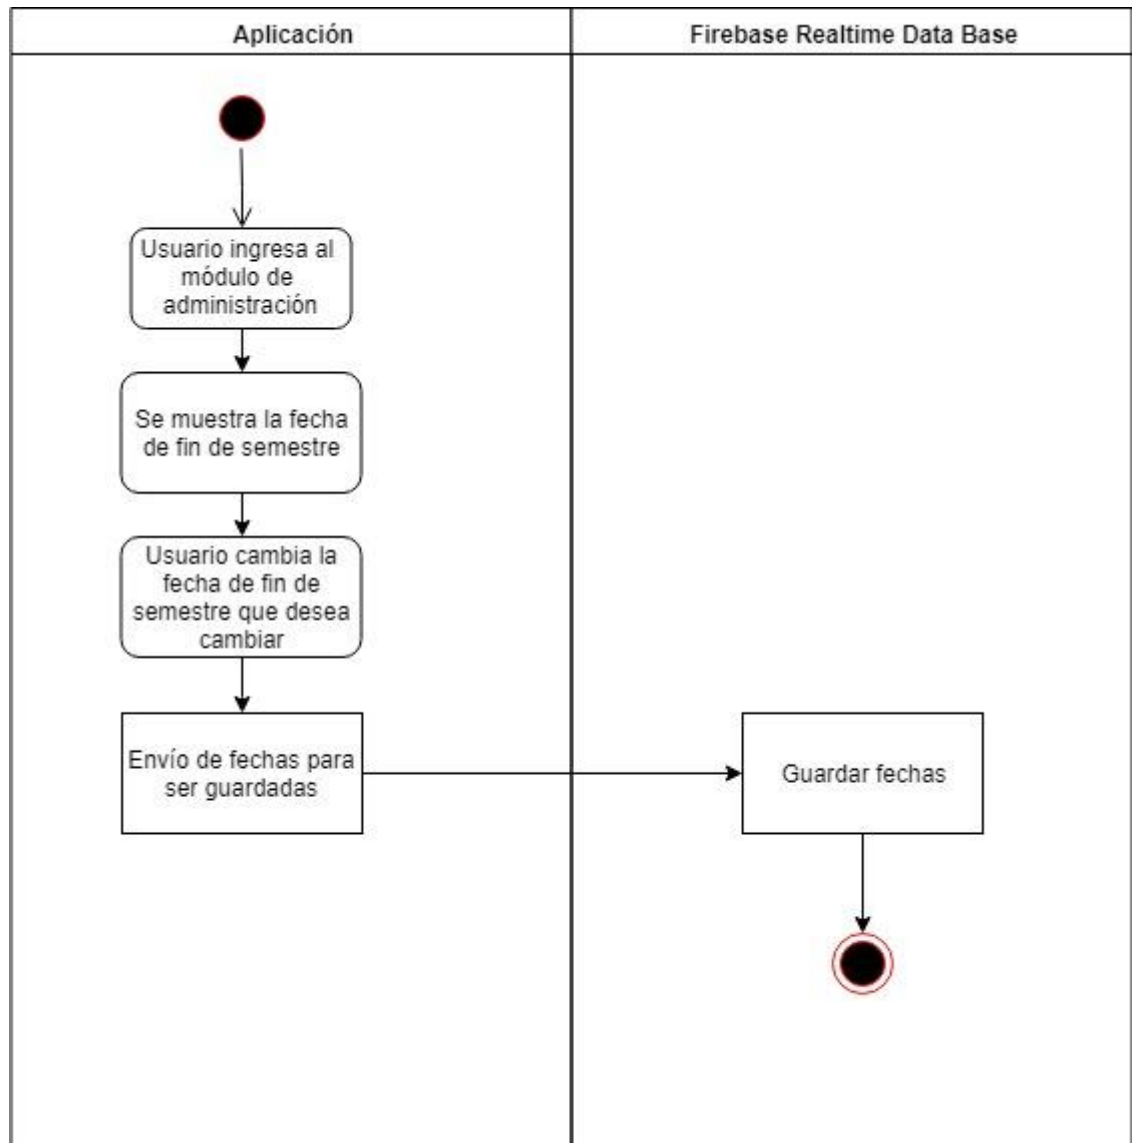 Aplicación
Firebase Realtime Data Base
Usuario ingresa al
módulo de
administración
Se muestra la fecha
de fin de semestre
Usuario cambia la
fecha de fin de
semestre que desea
cambiar
Envío de fechas para
ser guardadas
Guardar fechas